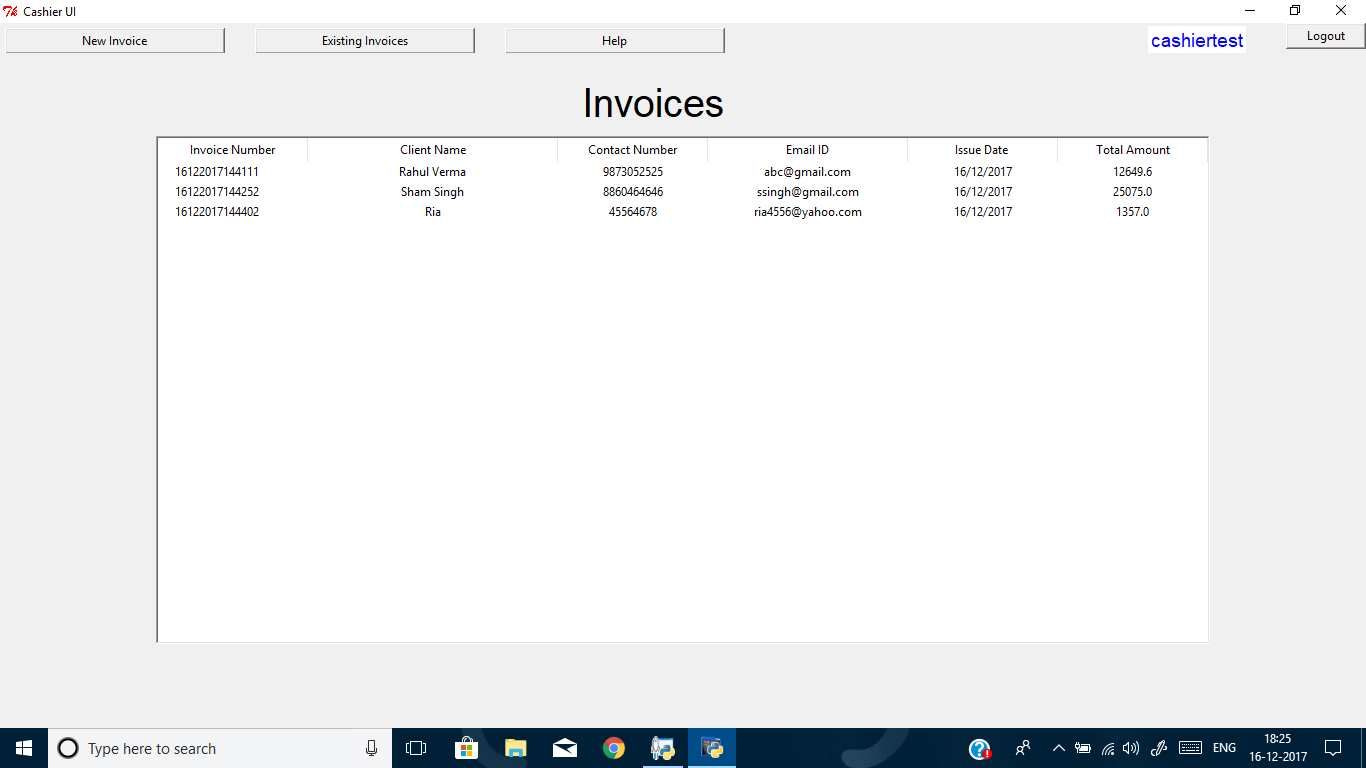 Cashier UI
New Invoice Existing Invoices Help cashiertest Logout
Invoices
Invoice Number Client Name Contact Number Email ID Issue Date Total Amount
16122017144111 Rahul Verma 9873052525 abc@gmail.com 16/12/2017 12649.6
16122017144252 Sham Singh 8860464646 ssingh@gmail.com 16/12/2017 25075.0
16122017144402 Ria 45564678 ria4556@yahoo.com 16/12/2017 1357.0
Type here to search ENG 18:25
16-12-2017